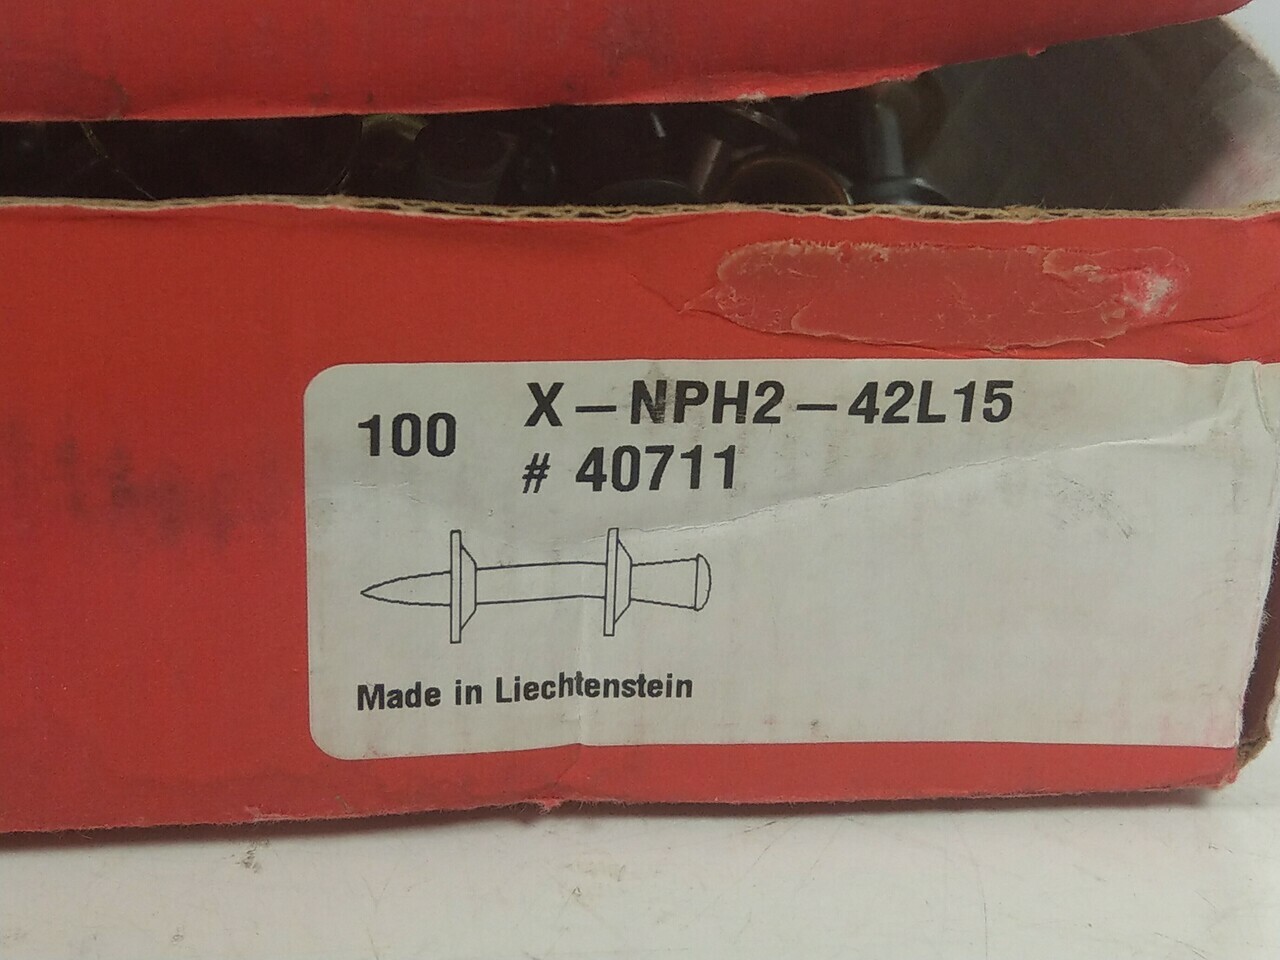 100 X-NPH2-42L15
# 40711
Made in Liechtenstein